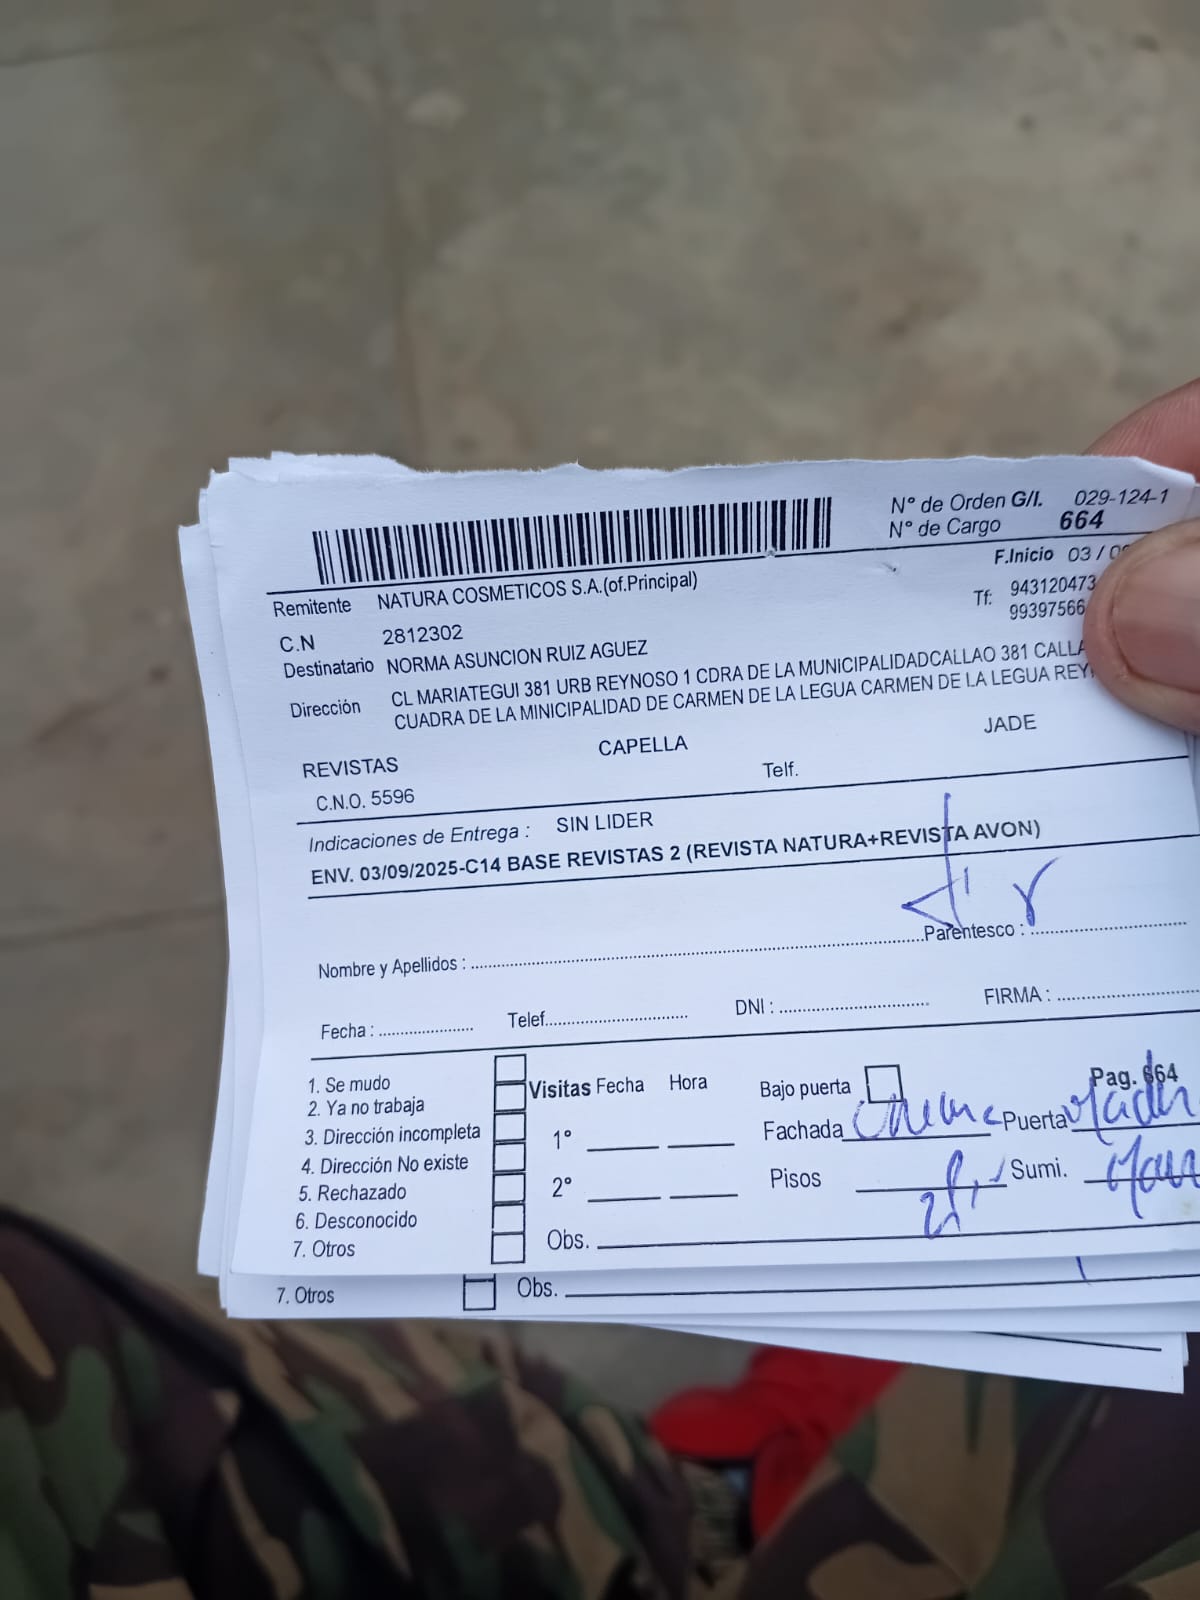 N° de Orden G/I. 029-124-1
N° de Cargo 664
F.Inicio 03 / 0
Remitente NATURA COSMETICOS S.A.(of.Principal)
Tf: 943120473
99397566
C.N 2812302
Destinatario NORMA ASUNCION RUIZ AGUEZ
Dirección CL MARIATEGUI 381 URB REYNOSO 1 CDRA DE LA MUNICIPALIDADCALLAO 381 CALLA
CUADRA DE LA MINICIPALIDAD DE CARMEN DE LA LEGUA CARMEN DE LA LEGUA REY
REVISTAS CAPELLA JADE
C.N.O. 5596 Telf.
Indicaciones de Entrega : SIN LIDER
ENV. 03/09/2025-C14 BASE REVISTAS 2 (REVISTA NATURA+REVISTA AVON)
Nombre y Apellidos : Parentesco :
Fecha : Telef. DNI : FIRMA :
1. Se mudo
2. Ya no trabaja
3. Dirección incompleta
4. Dirección No existe
5. Rechazado
6. Desconocido
7. Otros
Visitas Fecha Hora
1°
2°
Obs.
Bajo puerta Pag. 664
Fachada Puerta
Pisos Sumi.
7. Otros Obs.